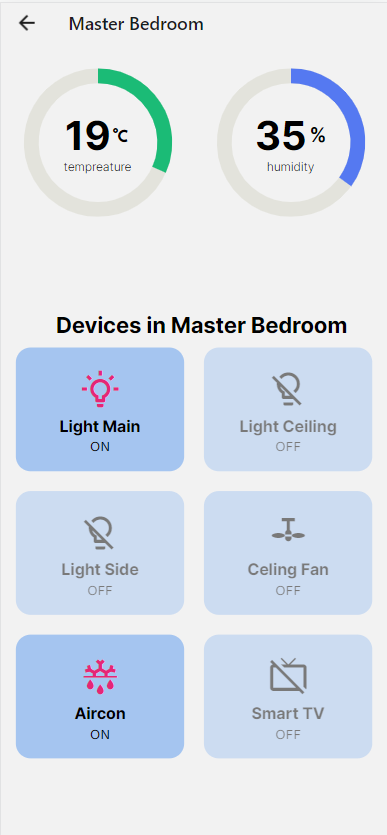 Master Bedroom
19 °C
35 %
tempreature
humidity
Devices in Master Bedroom
Light Main
ON
Light Ceiling
OFF
Light Side
OFF
Celing Fan
OFF
Aircon
ON
Smart TV
OFF